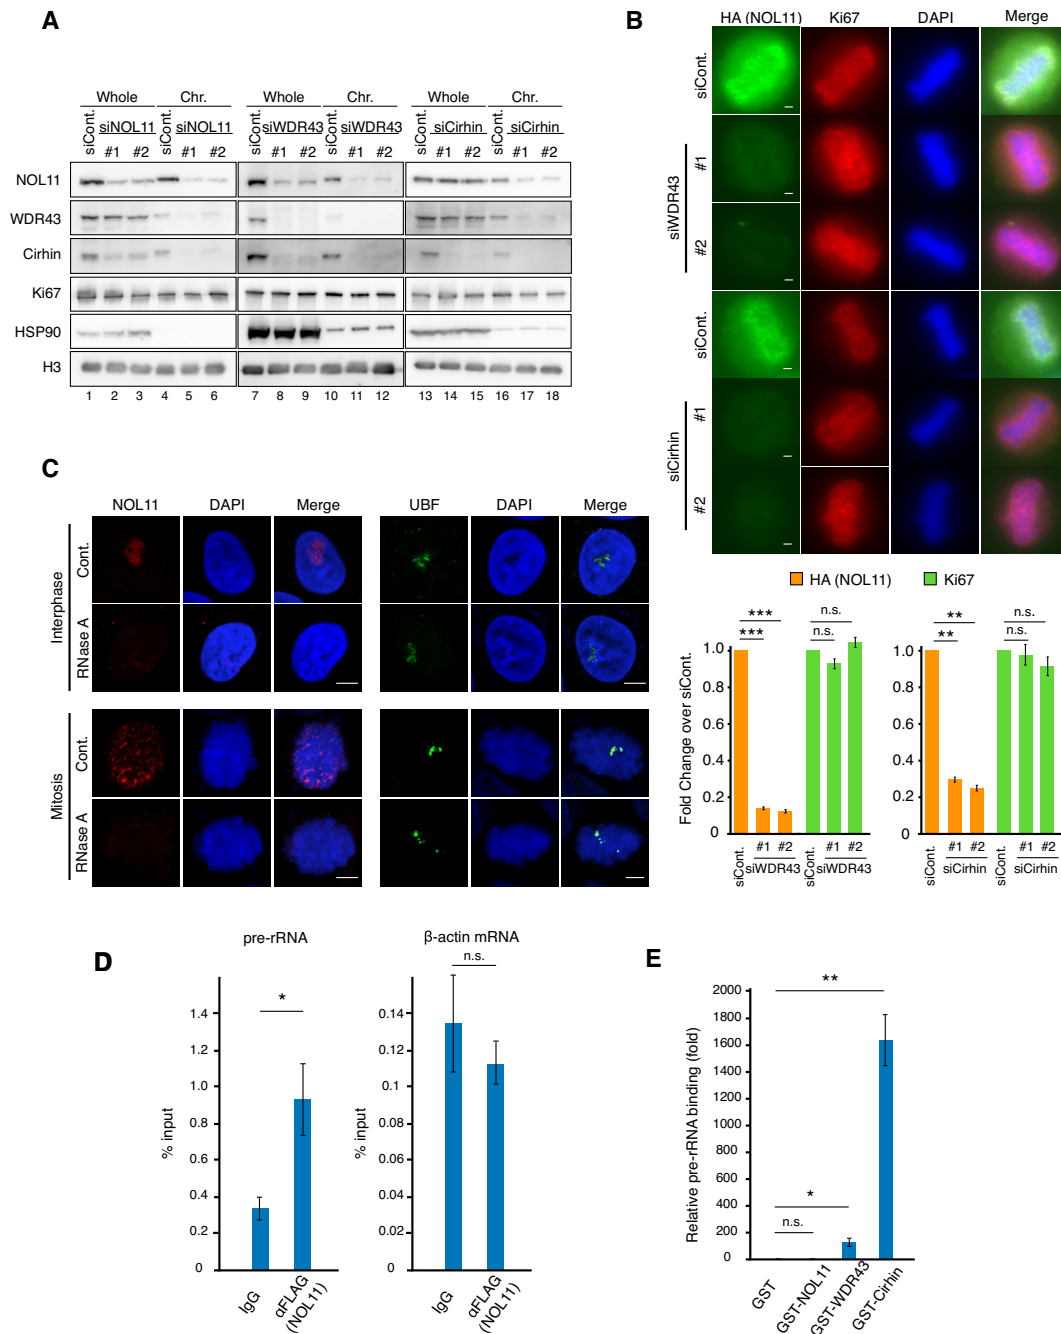 A
Whole Chr. Whole Chr. Whole Chr.
siCont. siNOL11 siCont. siNOL11 siCont. siWDR43 siCont. siWDR43 siCont. siCirhin siCont. siCirhin
#1 #2 #1 #2 #1 #2 #1 #2 #1 #2 #1 #2
NOL11
WDR43
Cirhin
Ki67
HSP90
H3
1 2 3 4 5 6 7 8 9 10 11 12 13 14 15 16 17 18
B
HA (NOL11) Ki67 DAPI Merge
siCont.
siWDR43
#1
#2
siCont.
siCirhin
#1
#2
HA (NOL11) Ki67
Fold Change over siCont.
*** n.s. ** n.s.
*** n.s. ** n.s.
1.0 1.0
0.8 0.8
0.6 0.6
0.4 0.4
0.2 0.2
0 0
siCont. #1 #2 siCont. #1 #2 siCont. #1 #2 siCont. #1 #2
siWDR43 siWDR43 siCirhin siCirhin
C
NOL11 DAPI Merge UBF DAPI Merge
Interphase
Cont.
RNase A
Mitosis
Cont.
RNase A
D
pre-rRNA
% input
*
1.4
1.2
1.0
0.8
0.6
0.4
0.2
0
IgG
αFLAG
(NOL11)
β-actin mRNA
% input
n.s.
0.14
0.12
0.1
0.08
0.06
0.04
0.02
0
IgG
αFLAG
(NOL11)
E
Relative pre-rRNA binding (fold)
**
*
n.s.
2000
1800
1600
1400
1200
1000
800
600
400
200
0
GST
GST-NOL11
GST-WDR43
GST-Cirhin